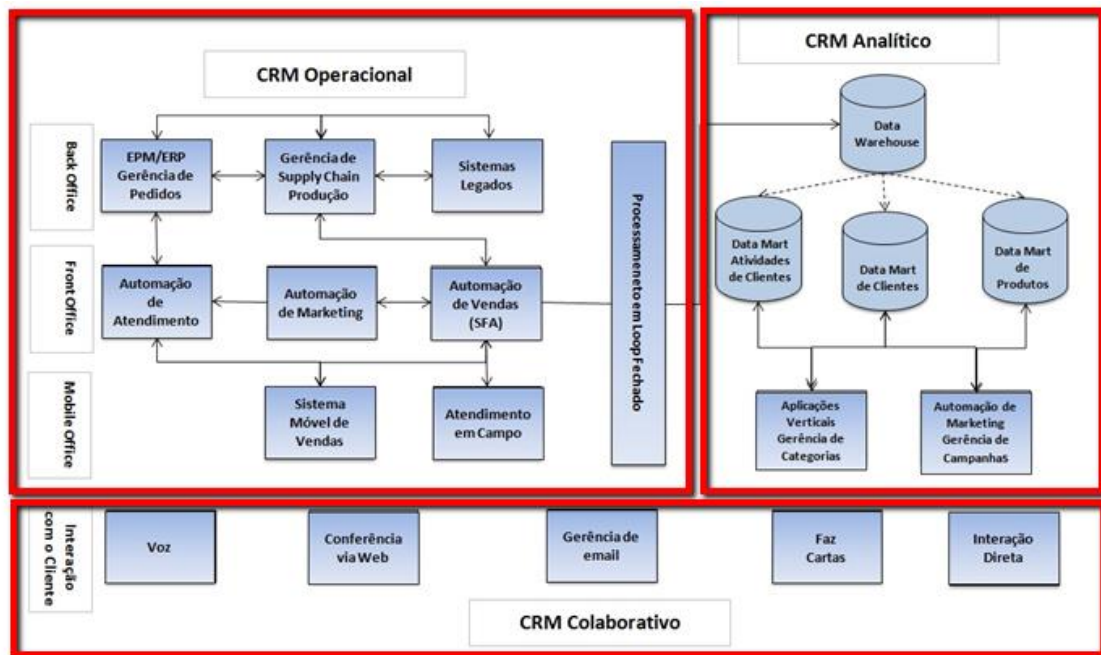 CRM Operacional
Back Office
EPM/ERP
Gerência de
Pedidos
Gerência de
Supply Chain
Produção
Sistemas
Legados
Front Office
Automação
de
Atendimento
Automação
de Marketing
Automação
de Vendas
(SFA)
Mobile Office
Sistema
Móvel de
Vendas
Atendimento
em Campo
Processameneto em Loop Fechado
CRM Analítico
Data
Warehouse
Data Mart
Atividades
de Clientes
Data Mart
de Clientes
Data Mart
de
Produtos
Aplicações
Verticais
Gerência de
Categorias
Automação de
Marketing
Gerência de
Campanhas
Interação
com o Cliente
Voz
Conferência
via Web
Gerência de
email
Faz
Cartas
Interação
Direta
CRM Colaborativo